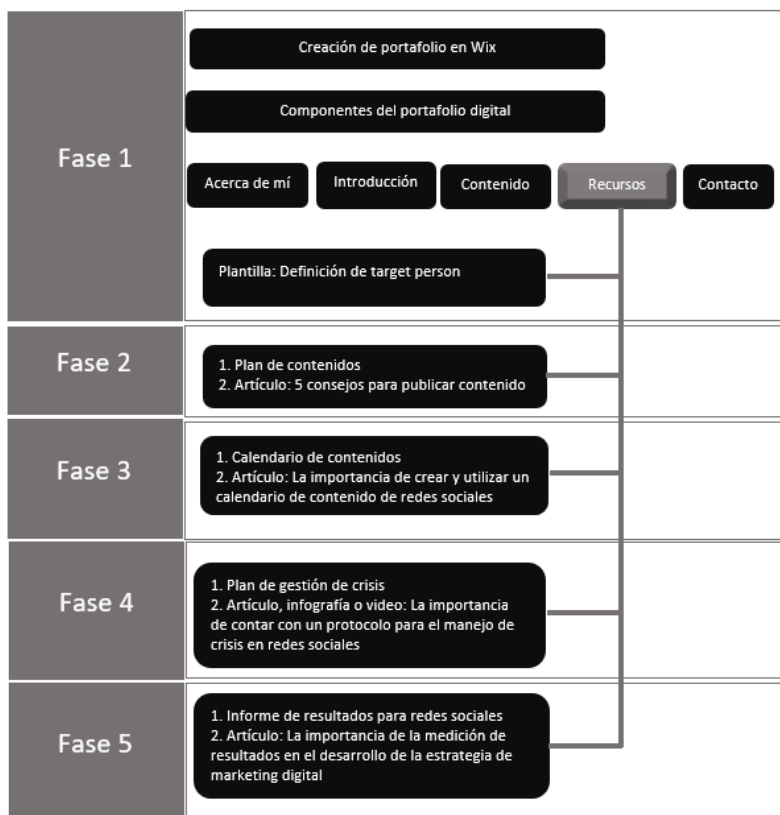 Fase 1
Creación de portafolio en Wix
Componentes del portafolio digital
Acerca de mí
Introducción
Contenido
Recursos
Contacto
Plantilla: Definición de target person
Fase 2
1. Plan de contenidos
2. Artículo: 5 consejos para publicar contenido
Fase 3
1. Calendario de contenidos
2. Artículo: La importancia de crear y utilizar un
calendario de contenido de redes sociales
Fase 4
1. Plan de gestión de crisis
2. Artículo, infografía o video: La importancia
de contar con un protocolo para el manejo de
crisis en redes sociales
Fase 5
1. Informe de resultados para redes sociales
2. Artículo: La importancia de la medición de
resultados en el desarrollo de la estrategia de
marketing digital